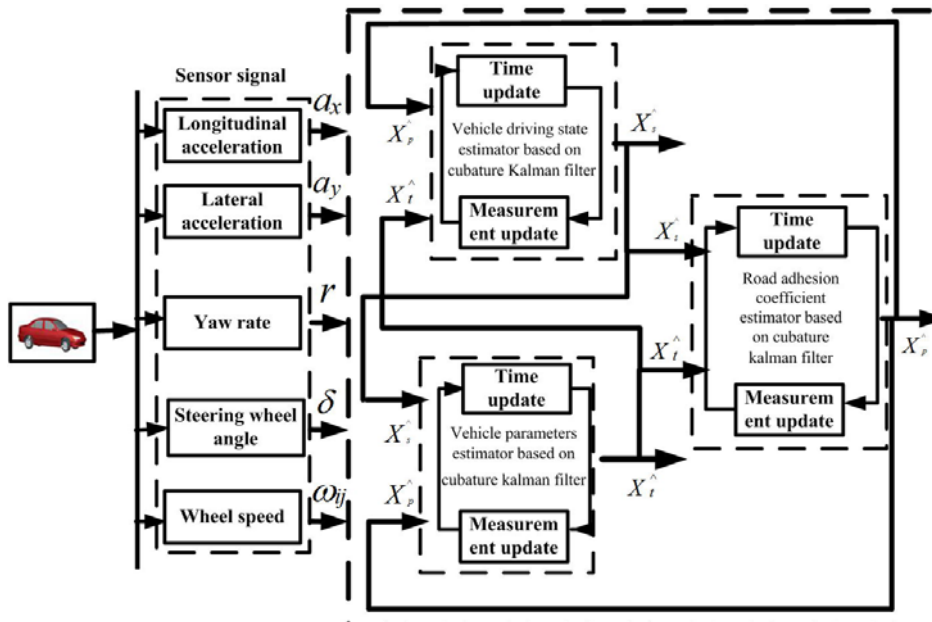 Sensor signal
Longitudinal
acceleration
a_x
Lateral
acceleration
a_y
Yaw rate
r
Steering wheel
angle
δ
Wheel speed
ω_ij
Time
update
Vehicle driving state
estimator based on
cubature Kalman filter
Measurem
ent update
X̂_p
X̂_t
X̂_s
Time
update
Vehicle parameters
estimator based on
cubature kalman filter
Measurem
ent update
X̂_s
X̂_p
X̂_t
X̂_s
X̂_t
Time
update
Road adhesion
coefficient
estimator based
on cubature
kalman filter
Measurem
ent update
X̂_p